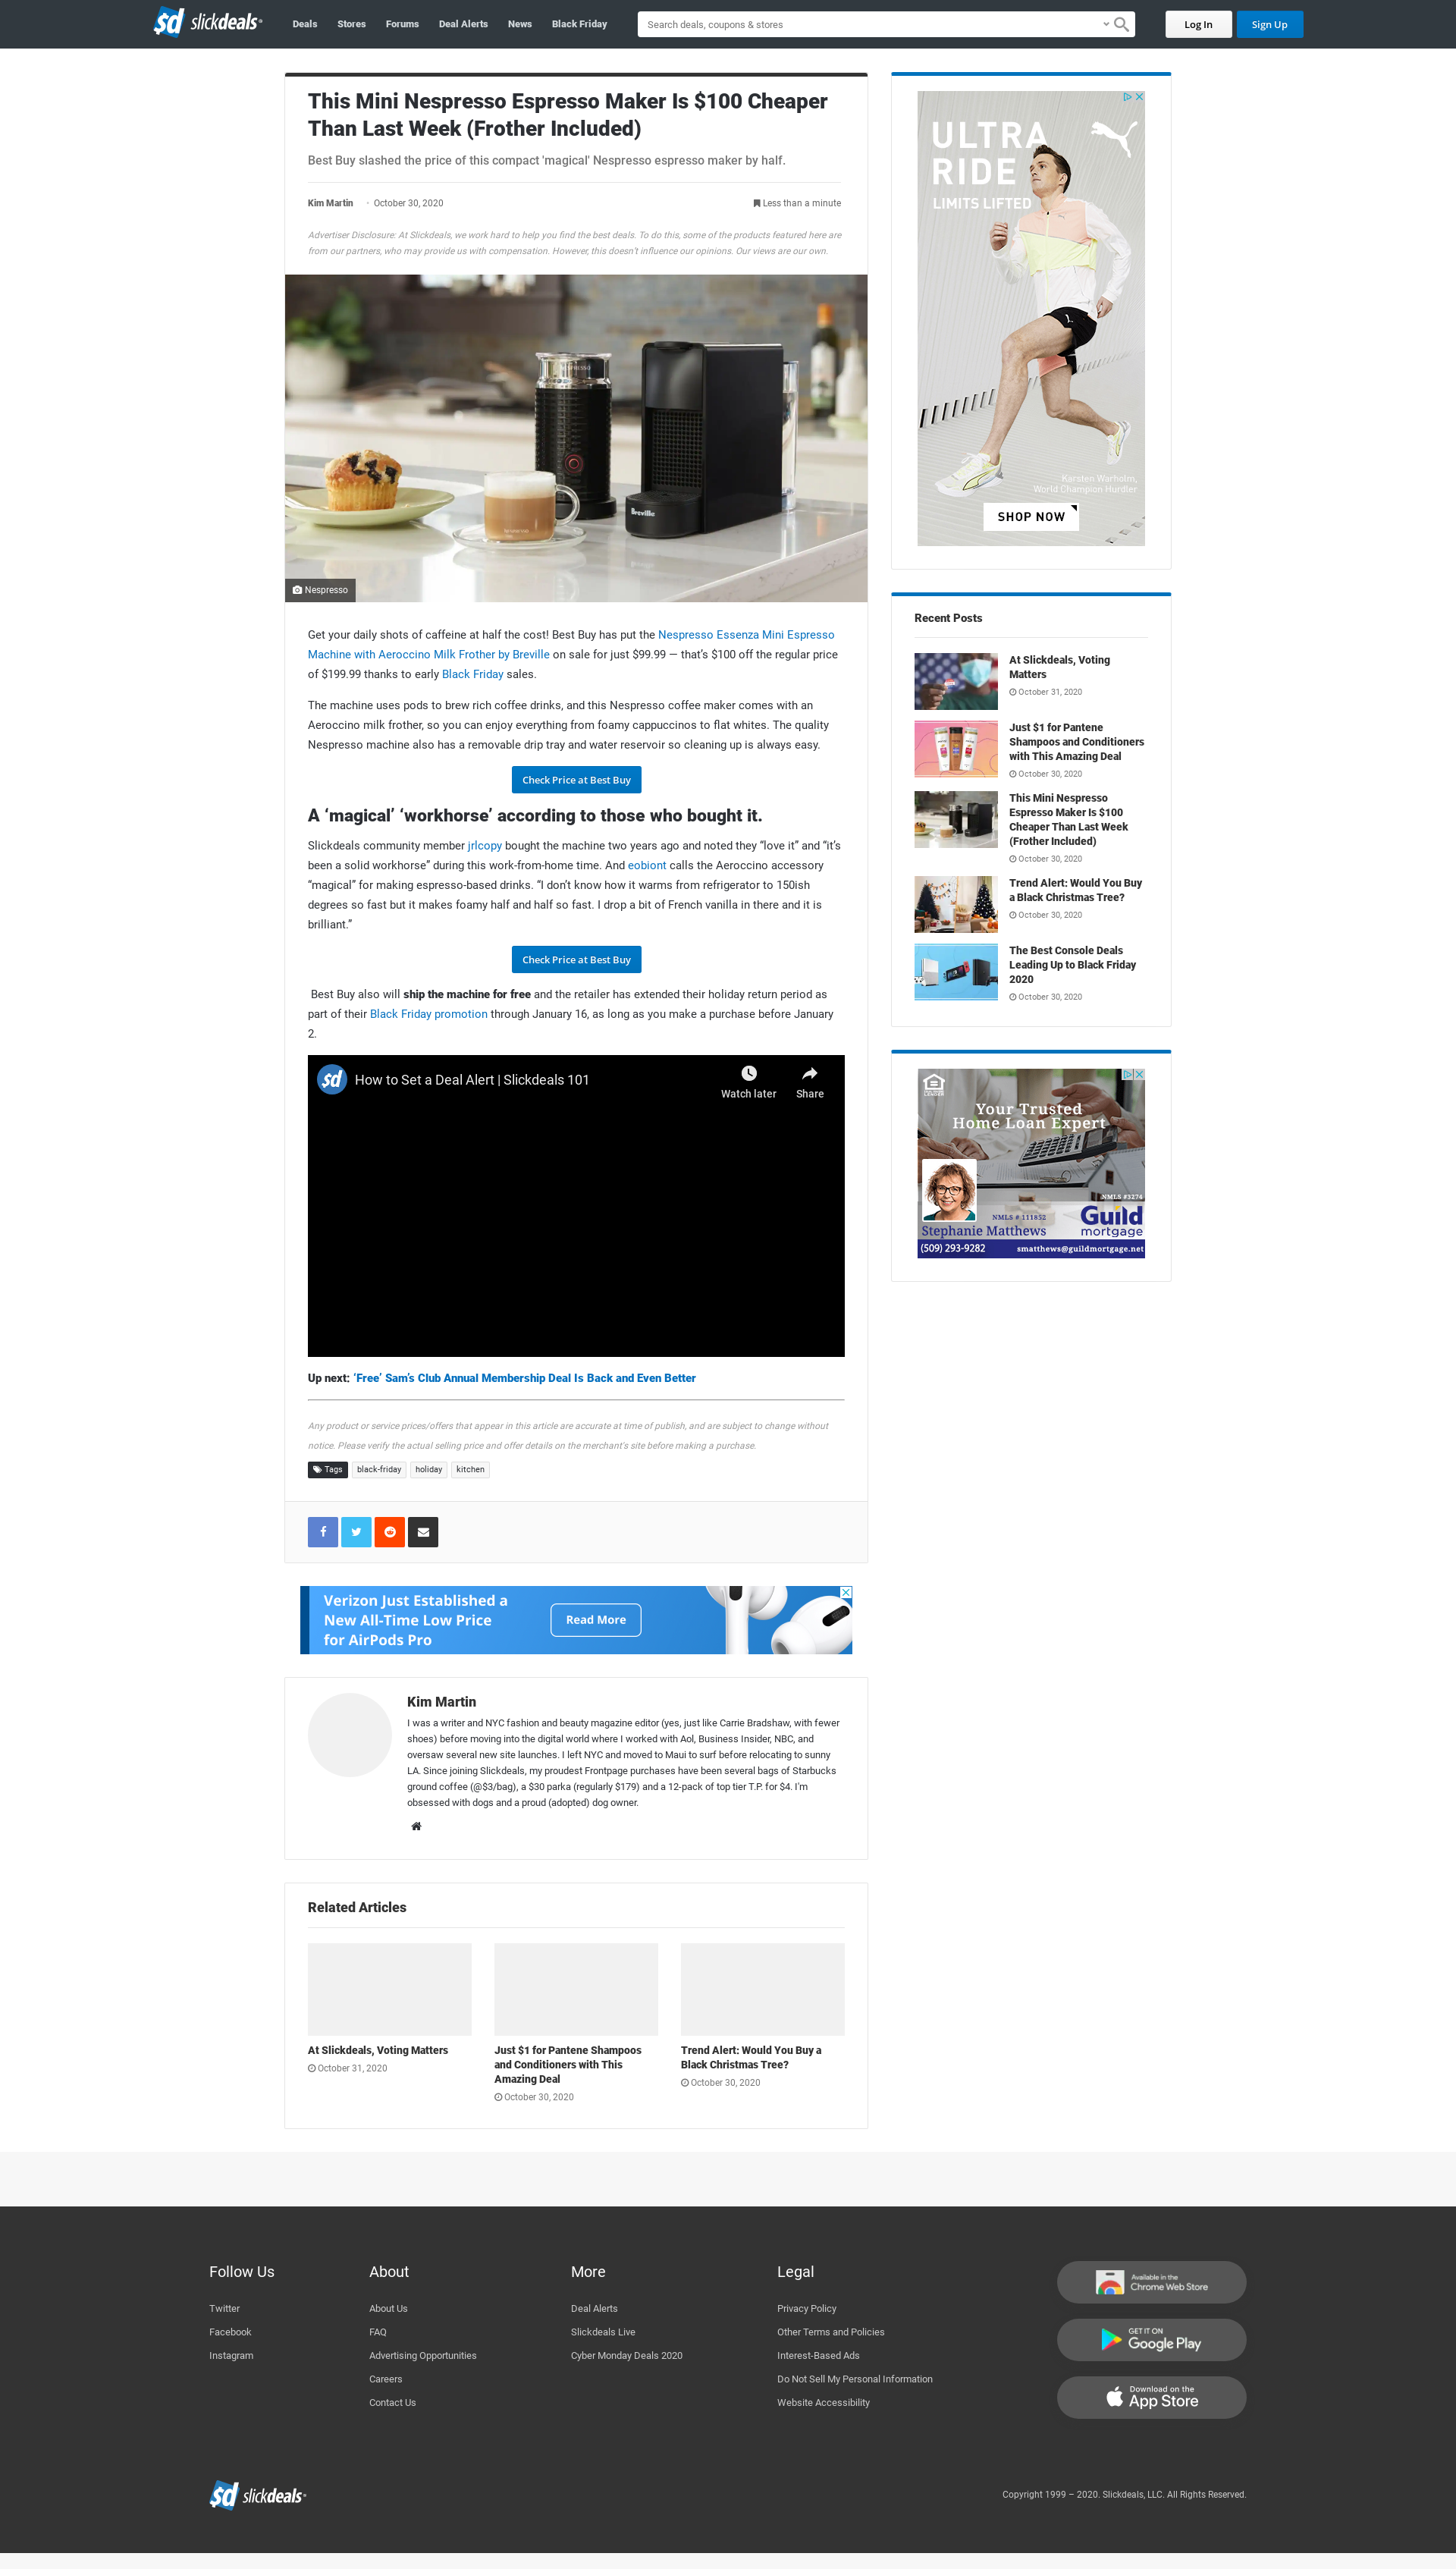 sd slickdeals
Deals Stores Forums Deal Alerts News Black Friday
Search deals, coupons & stores
Log In
Sign Up
This Mini Nespresso Espresso Maker Is $100 Cheaper
Than Last Week (Frother Included)
Best Buy slashed the price of this compact 'magical' Nespresso espresso maker by half.
Kim Martin · October 30, 2020
Less than a minute
Advertiser Disclosure: At Slickdeals, we work hard to help you find the best deals. To do this, some of the products featured here are
from our partners, who may provide us with compensation. However, this doesn’t influence our opinions. Our views are our own.
NESPRESSO
Breville
Nespresso
Get your daily shots of caffeine at half the cost! Best Buy has put the Nespresso Essenza Mini Espresso
Machine with Aeroccino Milk Frother by Breville on sale for just $99.99 — that’s $100 off the regular price
of $199.99 thanks to early Black Friday sales.
The machine uses pods to brew rich coffee drinks, and this Nespresso coffee maker comes with an
Aeroccino milk frother, so you can enjoy everything from foamy cappuccinos to flat whites. The quality
Nespresso machine also has a removable drip tray and water reservoir so cleaning up is always easy.
Check Price at Best Buy
A ‘magical’ ‘workhorse’ according to those who bought it.
Slickdeals community member jrlcopy bought the machine two years ago and noted they “love it” and “it’s
been a solid workhorse” during this work-from-home time. And eobiont calls the Aeroccino accessory
“magical” for making espresso-based drinks. “I don’t know how it warms from refrigerator to 150ish
degrees so fast but it makes foamy half and half so fast. I drop a bit of French vanilla in there and it is
brilliant.”
Check Price at Best Buy
Best Buy also will ship the machine for free and the retailer has extended their holiday return period as
part of their Black Friday promotion through January 16, as long as you make a purchase before January
2.
sd
How to Set a Deal Alert | Slickdeals 101
Watch later
Share
Up next: ‘Free’ Sam’s Club Annual Membership Deal Is Back and Even Better
Any product or service prices/offers that appear in this article are accurate at time of publish, and are subject to change without
notice. Please verify the actual selling price and offer details on the merchant's site before making a purchase.
Tags black-friday holiday kitchen
Verizon Just Established a
New All-Time Low Price
for AirPods Pro
Read More
Kim Martin
I was a writer and NYC fashion and beauty magazine editor (yes, just like Carrie Bradshaw, with fewer
shoes) before moving into the digital world where I worked with Aol, Business Insider, NBC, and
oversaw several new site launches. I left NYC and moved to Maui to surf before relocating to sunny
LA. Since joining Slickdeals, my proudest Frontpage purchases have been several bags of Starbucks
ground coffee (@$3/bag), a $30 parka (regularly $179) and a 12-pack of top tier T.P. for $4. I'm
obsessed with dogs and a proud (adopted) dog owner.
Related Articles
At Slickdeals, Voting Matters
October 31, 2020
Just $1 for Pantene Shampoos
and Conditioners with This
Amazing Deal
October 30, 2020
Trend Alert: Would You Buy a
Black Christmas Tree?
October 30, 2020
ULTRA
RIDE
LIMITS LIFTED
Karsten Warholm,
World Champion Hurdler
SHOP NOW
Recent Posts
At Slickdeals, Voting
Matters
October 31, 2020
Just $1 for Pantene
Shampoos and Conditioners
with This Amazing Deal
October 30, 2020
This Mini Nespresso
Espresso Maker Is $100
Cheaper Than Last Week
(Frother Included)
October 30, 2020
Trend Alert: Would You Buy
a Black Christmas Tree?
October 30, 2020
The Best Console Deals
Leading Up to Black Friday
2020
October 30, 2020
Your Trusted
Home Loan Expert
NMLS #3274
NMLS # 111852
Stephanie Matthews
Guild
mortgage
(509) 293-9282
smatthews@guildmortgage.net
Follow Us
Twitter
Facebook
Instagram
About
About Us
FAQ
Advertising Opportunities
Careers
Contact Us
More
Deal Alerts
Slickdeals Live
Cyber Monday Deals 2020
Legal
Privacy Policy
Other Terms and Policies
Interest-Based Ads
Do Not Sell My Personal Information
Website Accessibility
Available in the
Chrome Web Store
GET IT ON
Google Play
Download on the
App Store
sd slickdeals
Copyright 1999 – 2020. Slickdeals, LLC. All Rights Reserved.